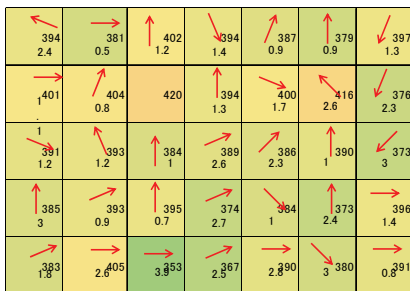 394 381 402 394 387 379 397
2.4 0.5 1.2 1.4 0.9 0.9 1.3
401 404 420 394 400 416 376
1.1 0.8 1.3 1.7 2.6 2.3
391 393 384 389 386 390 373
1.2 1.2 1 2.6 2.3 1 3
385 393 395 374 384 373 396
3 0.9 0.7 2.7 1 2.4 1.4
383 405 353 367 390 380 391
1.8 2.6 3.9 2.5 2.8 3 0.8